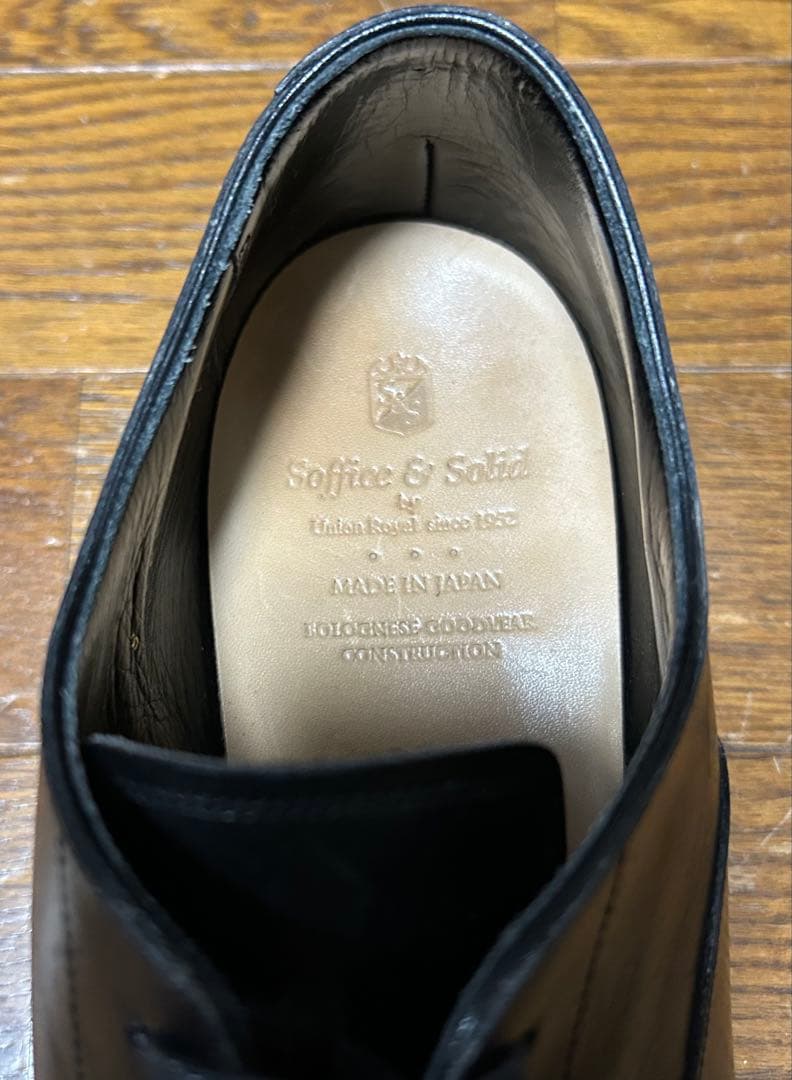 Soffice & Solid
by
Union Royal since 1952
MADE IN JAPAN
BOLOGNESE GOODYEAR
CONSTRUCTION